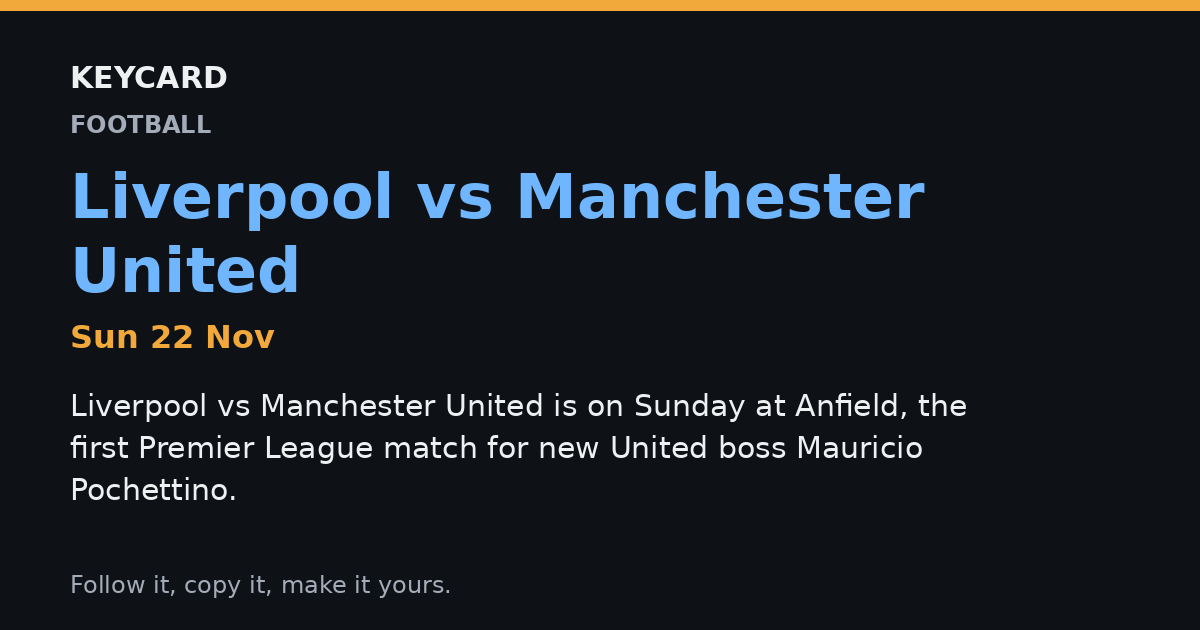 KEYCARD
FOOTBALL
Liverpool vs Manchester
United
Sun 22 Nov
Liverpool vs Manchester United is on Sunday at Anfield, the
first Premier League match for new United boss Mauricio
Pochettino.
Follow it, copy it, make it yours.